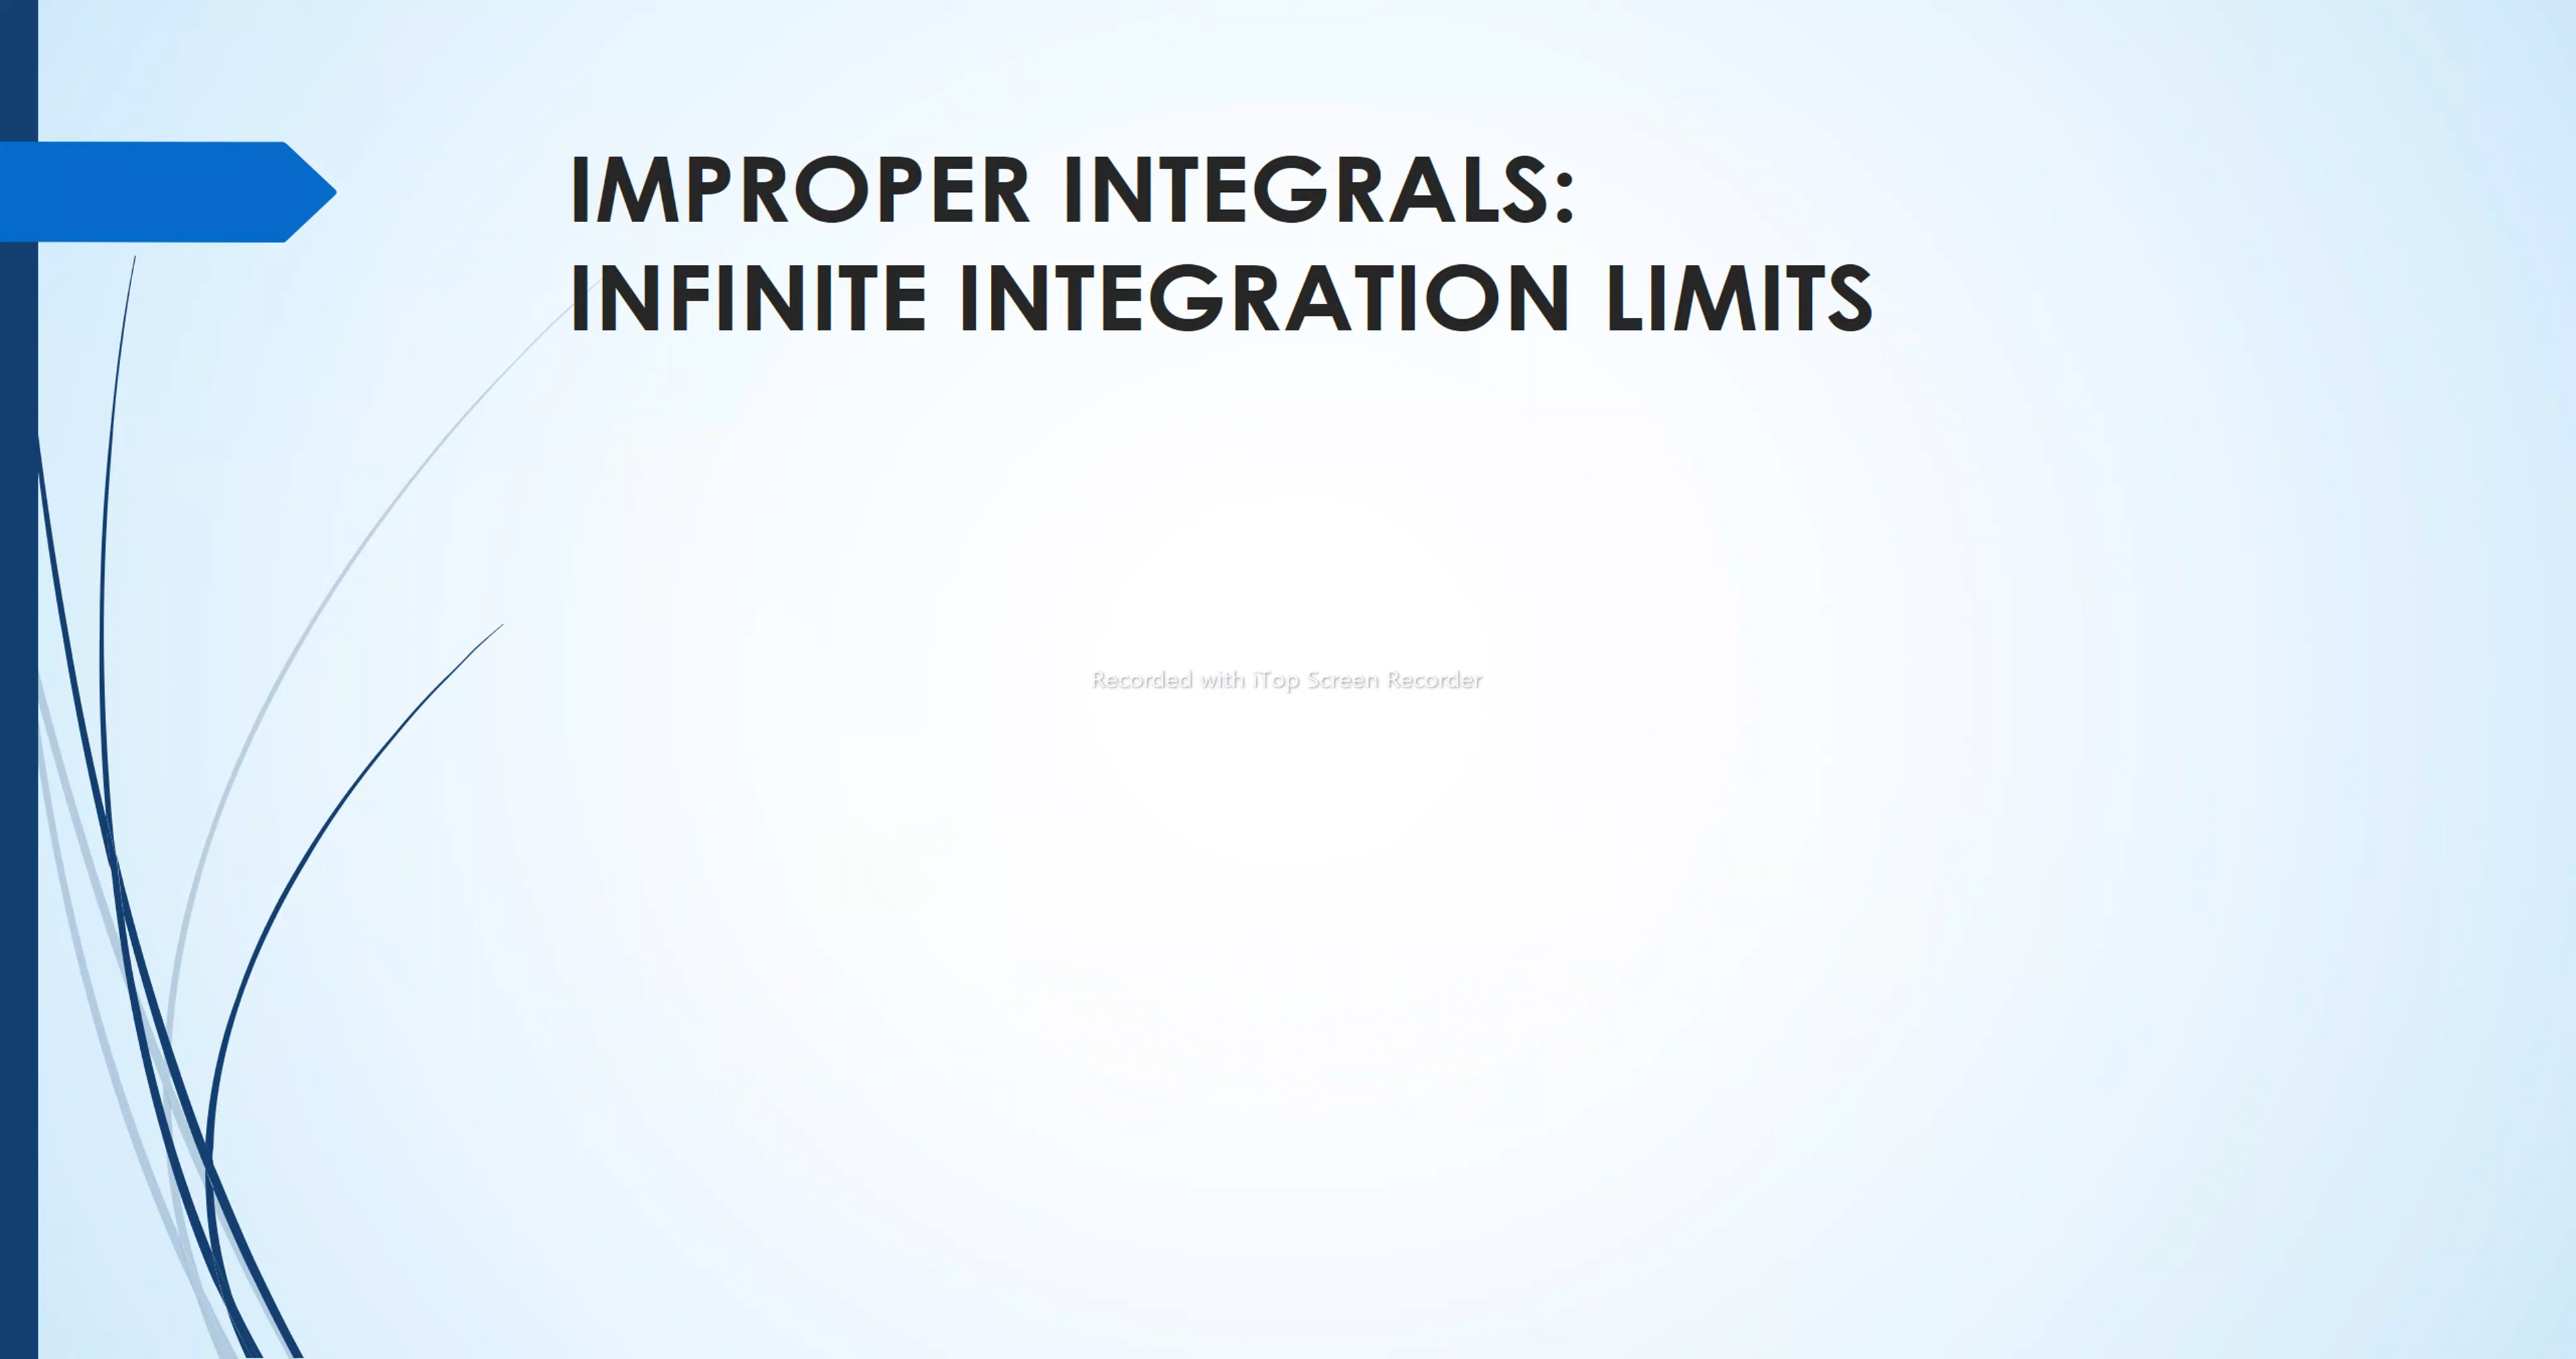 IMPROPER INTEGRALS:
INFINITE INTEGRATION LIMITS
Recorded with iTop Screen Recorder